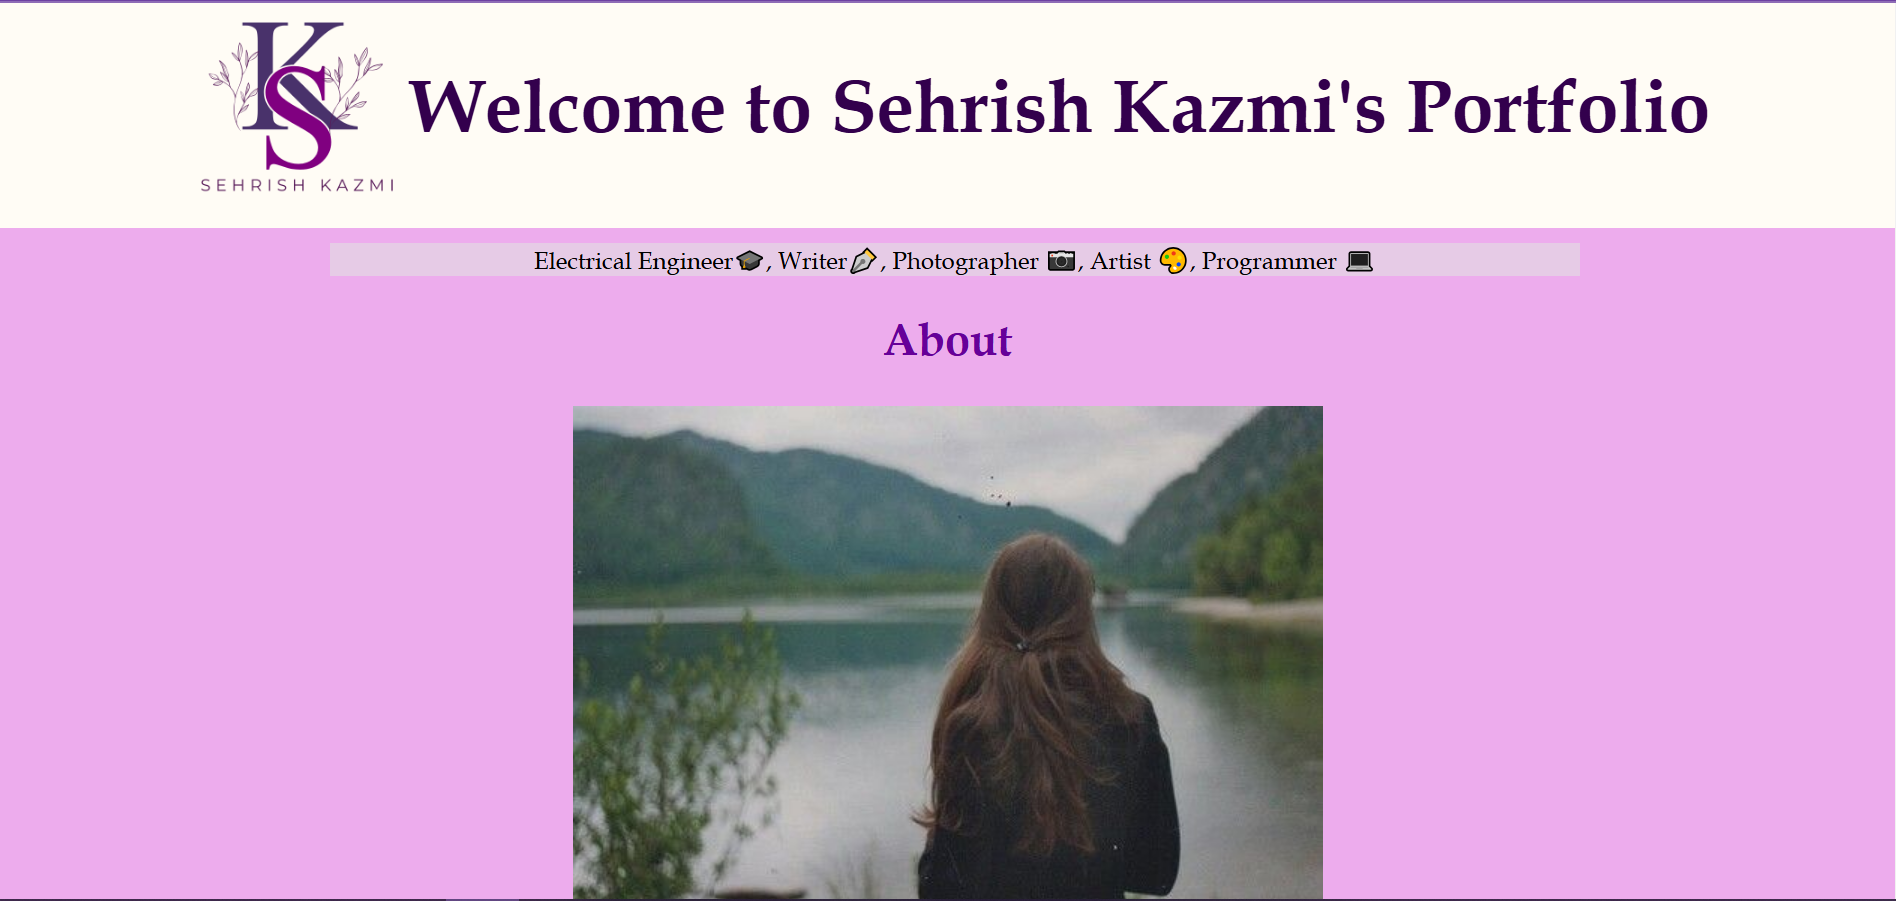 KS
SEHRISH KAZMI
Welcome to Sehrish Kazmi's Portfolio
Electrical Engineer🎓, Writer🖋️, Photographer 📷, Artist 🎨, Programmer 💻
About